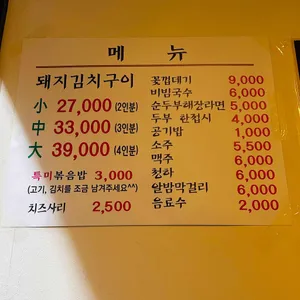 메 뉴
돼지김치구이
小 27,000 (2인분)
中 33,000 (3인분)
大 39,000 (4인분)
특미볶음밥 3,000
(고기, 김치를 조금 남겨주세요^^)
치즈사리 2,500
꽃껍데기 9,000
비빔국수 6,000
순두부해장라면 5,000
두부 한접시 4,000
공기밥 1,000
소주 5,500
맥주 6,000
청하 6,000
알밤막걸리 6,000
음료수 2,000